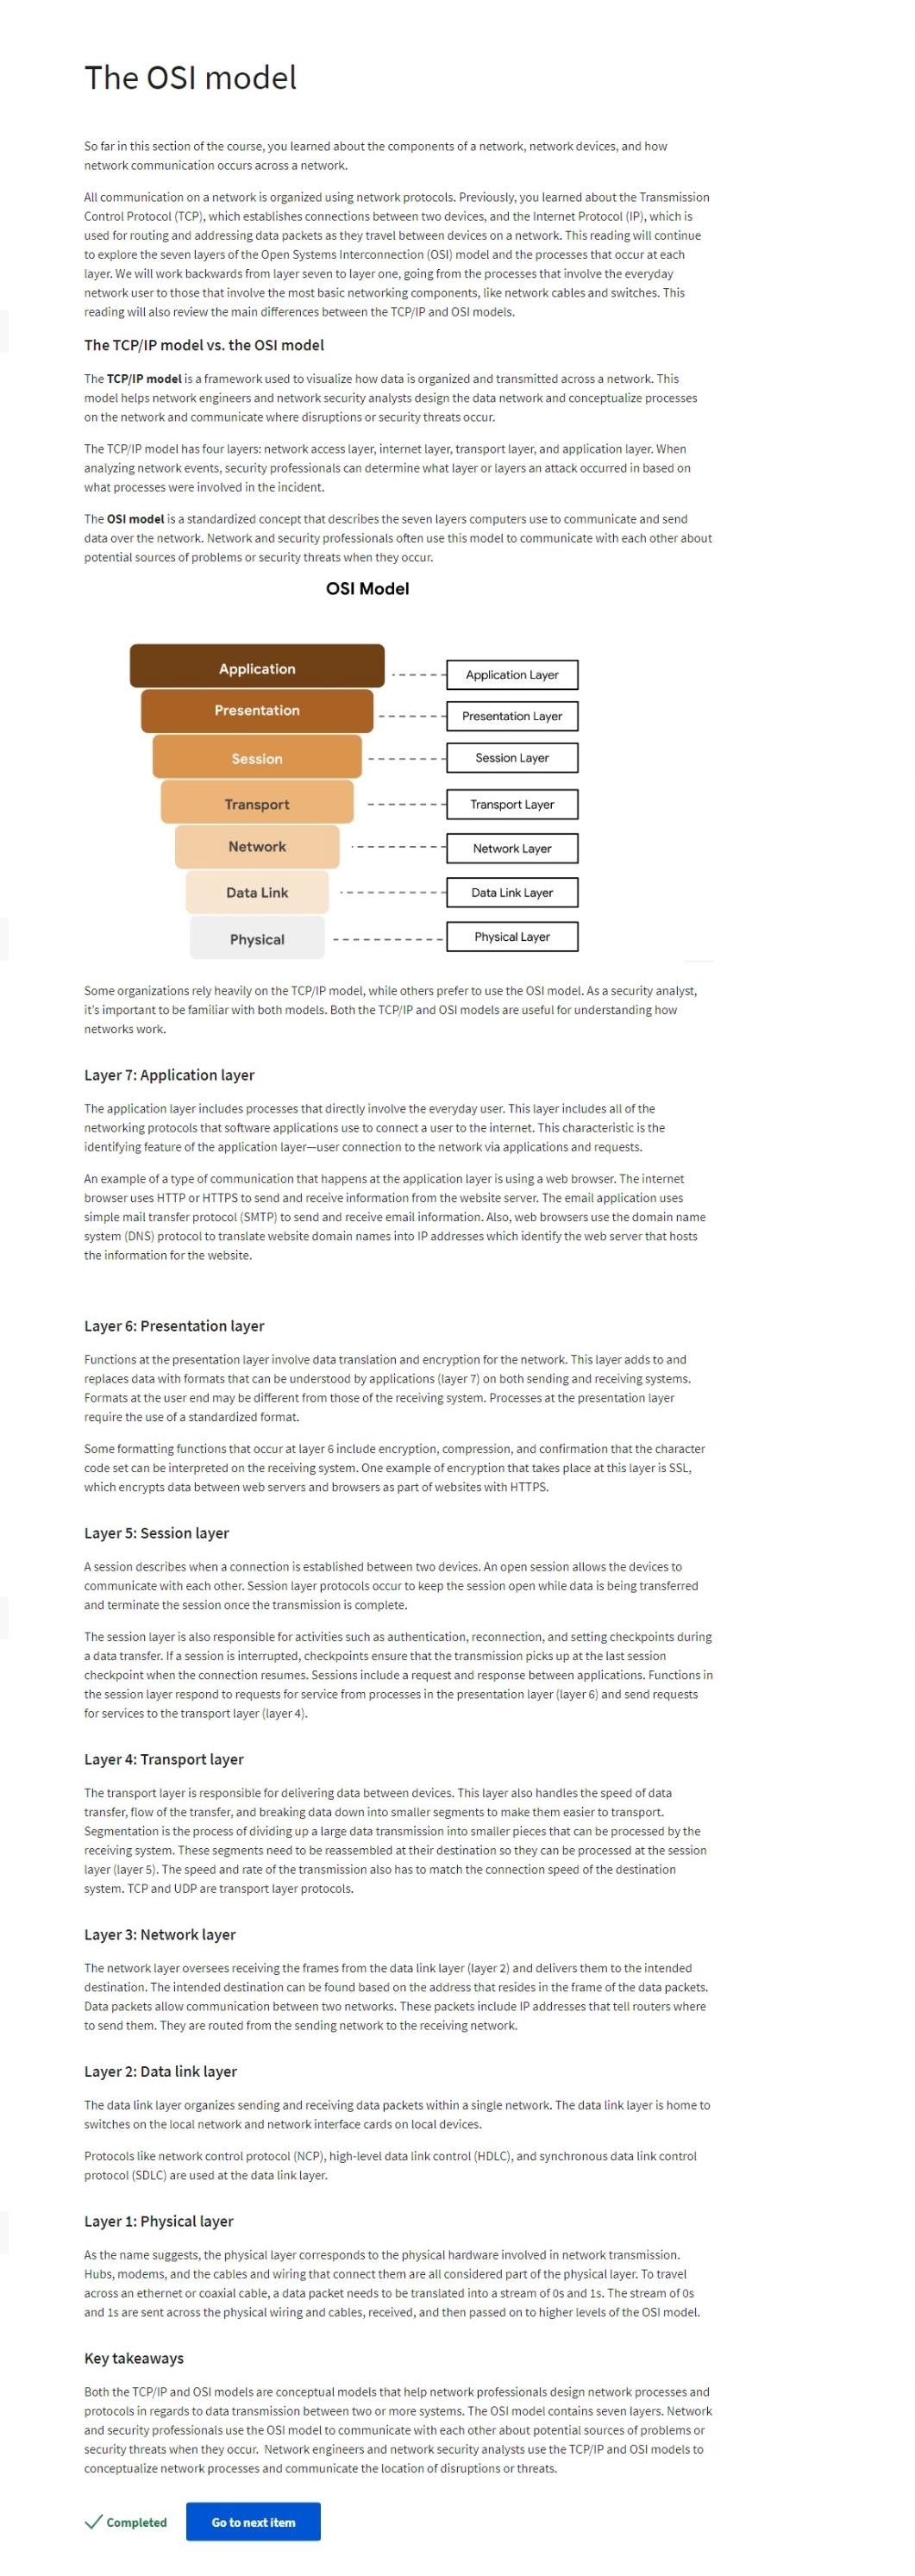 The OSI model
So far in this section of the course, you learned about the components of a network, network devices, and how
network communication occurs across a network.
All communication on a network is organized using network protocols. Previously, you learned about the Transmission
Control Protocol (TCP), which establishes connections between two devices, and the Internet Protocol (IP), which is
used for routing and addressing data packets as they travel between devices on a network. This reading will continue
to explore the seven layers of the Open Systems Interconnection (OSI) model and the processes that occur at each
layer. We will work backwards from layer seven to layer one, going from the processes that involve the everyday
network user to those that involve the most basic networking components, like network cables and switches. This
reading will also review the main differences between the TCP/IP and OSI models.
The TCP/IP model vs. the OSI model
The TCP/IP model is a framework used to visualize how data is organized and transmitted across a network. This
model helps network engineers and network security analysts design the data network and conceptualize processes
on the network and communicate where disruptions or security threats occur.
The TCP/IP model has four layers: network access layer, internet layer, transport layer, and application layer. When
analyzing network events, security professionals can determine what layer or layers an attack occurred in based on
what processes were involved in the incident.
The OSI model is a standardized concept that describes the seven layers computers use to communicate and send
data over the network. Network and security professionals often use this model to communicate with each other about
potential sources of problems or security threats when they occur.
OSI Model
Application
Application Layer
Presentation
Presentation Layer
Session
Session Layer
Transport
Transport Layer
Network
Network Layer
Data Link
Data Link Layer
Physical
Physical Layer
Some organizations rely heavily on the TCP/IP model, while others prefer to use the OSI model. As a security analyst,
it's important to be familiar with both models. Both the TCP/IP and OSI models are useful for understanding how
networks work.
Layer 7: Application layer
The application layer includes processes that directly involve the everyday user. This layer includes all of the
networking protocols that software applications use to connect a user to the internet. This characteristic is the
identifying feature of the application layer—user connection to the network via applications and requests.
An example of a type of communication that happens at the application layer is using a web browser. The internet
browser uses HTTP or HTTPS to send and receive information from the website server. The email application uses
simple mail transfer protocol (SMTP) to send and receive email information. Also, web browsers use the domain name
system (DNS) protocol to translate website domain names into IP addresses which identify the web server that hosts
the information for the website.
Layer 6: Presentation layer
Functions at the presentation layer involve data translation and encryption for the network. This layer adds to and
replaces data with formats that can be understood by applications (layer 7) on both sending and receiving systems.
Formats at the user end may be different from those of the receiving system. Processes at the presentation layer
require the use of a standardized format.
Some formatting functions that occur at layer 6 include encryption, compression, and confirmation that the character
code set can be interpreted on the receiving system. One example of encryption that takes place at this layer is SSL,
which encrypts data between web servers and browsers as part of websites with HTTPS.
Layer 5: Session layer
A session describes when a connection is established between two devices. An open session allows the devices to
communicate with each other. Session layer protocols occur to keep the session open while data is being transferred
and terminate the session once the transmission is complete.
The session layer is also responsible for activities such as authentication, reconnection, and setting checkpoints during
a data transfer. If a session is interrupted, checkpoints ensure that the transmission picks up at the last session
checkpoint when the connection resumes. Sessions include a request and response between applications. Functions in
the session layer respond to requests for service from processes in the presentation layer (layer 6) and send requests
for services to the transport layer (layer 4).
Layer 4: Transport layer
The transport layer is responsible for delivering data between devices. This layer also handles the speed of data
transfer, flow of the transfer, and breaking data down into smaller segments to make them easier to transport.
Segmentation is the process of dividing up a large data transmission into smaller pieces that can be processed by the
receiving system. These segments need to be reassembled at their destination so they can be processed at the session
layer (layer 5). The speed and rate of the transmission also has to match the connection speed of the destination
system. TCP and UDP are transport layer protocols.
Layer 3: Network layer
The network layer oversees receiving the frames from the data link layer (layer 2) and delivers them to the intended
destination. The intended destination can be found based on the address that resides in the frame of the data packets.
Data packets allow communication between two networks. These packets include IP addresses that tell routers where
to send them. They are routed from the sending network to the receiving network.
Layer 2: Data link layer
The data link layer organizes sending and receiving data packets within a single network. The data link layer is home to
switches on the local network and network interface cards on local devices.
Protocols like network control protocol (NCP), high-level data link control (HDLC), and synchronous data link control
protocol (SDLC) are used at the data link layer.
Layer 1: Physical layer
As the name suggests, the physical layer corresponds to the physical hardware involved in network transmission.
Hubs, modems, and the cables and wiring that connect them are all considered part of the physical layer. To travel
across an ethernet or coaxial cable, a data packet needs to be translated into a stream of 0s and 1s. The stream of 0s
and 1s are sent across the physical wiring and cables, received, and then passed on to higher levels of the OSI model.
Key takeaways
Both the TCP/IP and OSI models are conceptual models that help network professionals design network processes and
protocols in regards to data transmission between two or more systems. The OSI model contains seven layers. Network
and security professionals use the OSI model to communicate with each other about potential sources of problems or
security threats when they occur. Network engineers and network security analysts use the TCP/IP and OSI models to
conceptualize network processes and communicate the location of disruptions or threats.
Completed
Go to next item